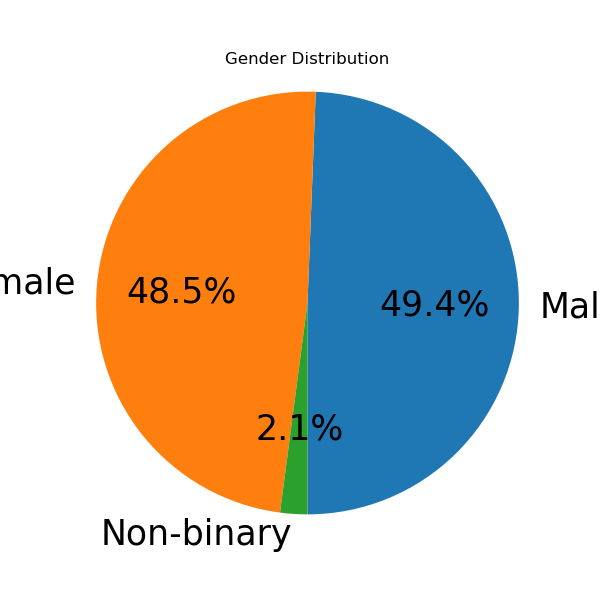 Gender Distribution
male
48.5%
49.4%
Mal
2.1%
Non-binary